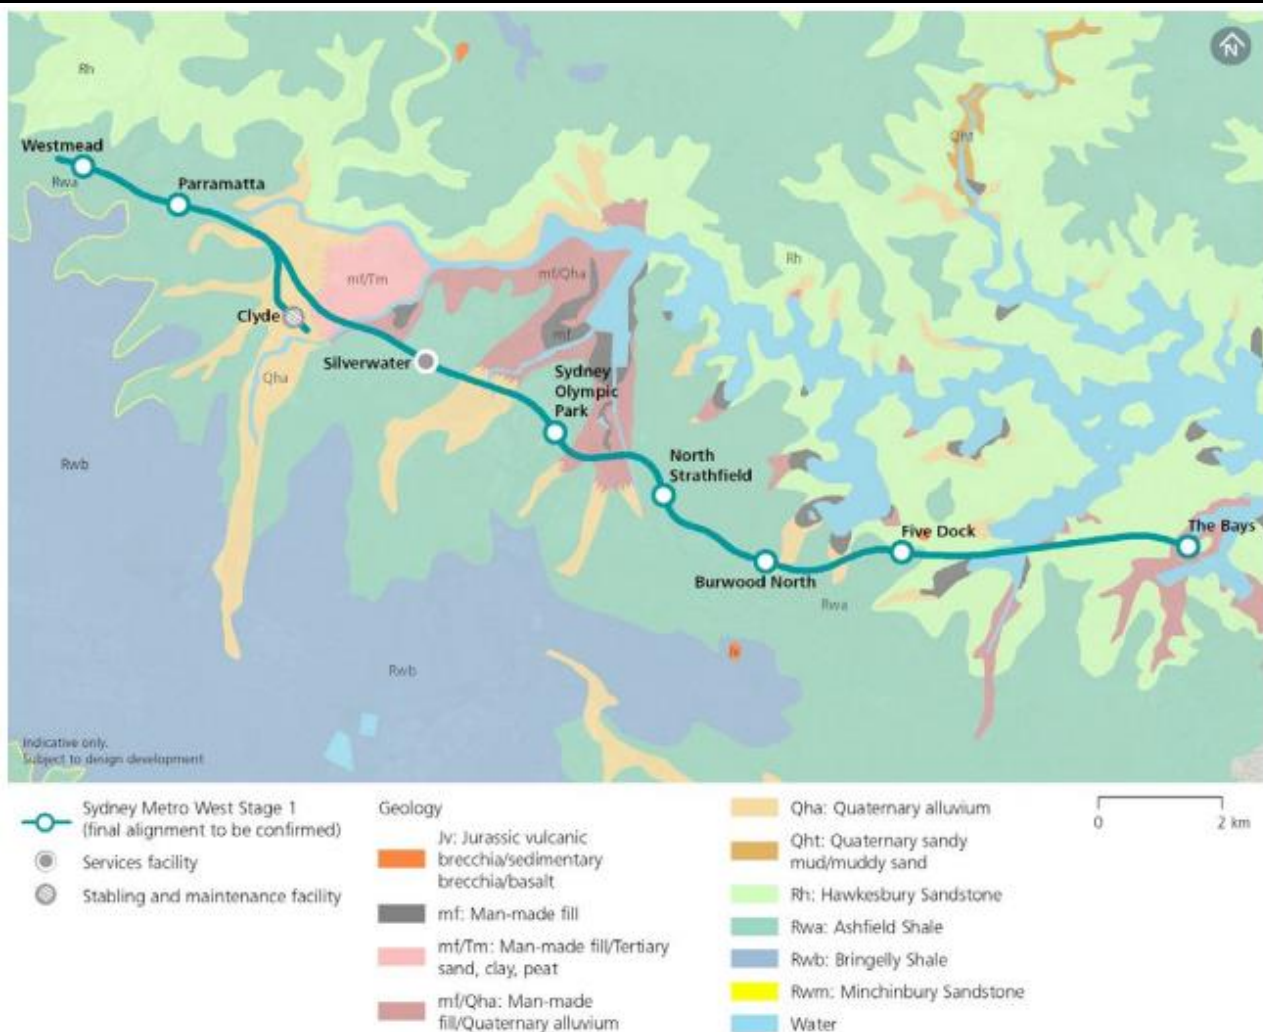 N
Rh
Westmead
Rwa
Parramatta
Qht
Rh
mf/Tm
mf/Qha
Clyde
mf
Silverwater
Qha
Sydney
Olympic
Park
North
Strathfield
Rwb
Five Dock
The Bays
Burwood North
Rwa
Jv
Rwb
Indicative only.
Subject to design development
Sydney Metro West Stage 1
(final alignment to be confirmed)
Services facility
Stabling and maintenance facility
Geology
Jv: Jurassic vulcanic
brecchia/sedimentary
brecchia/basalt
mf: Man-made fill
mf/Tm: Man-made fill/Tertiary
sand, clay, peat
mf/Qha: Man-made
fill/Quaternary alluvium
Qha: Quaternary alluvium
Qht: Quaternary sandy
mud/muddy sand
Rh: Hawkesbury Sandstone
Rwa: Ashfield Shale
Rwb: Bringelly Shale
Rwm: Minchinbury Sandstone
Water
0 2 km